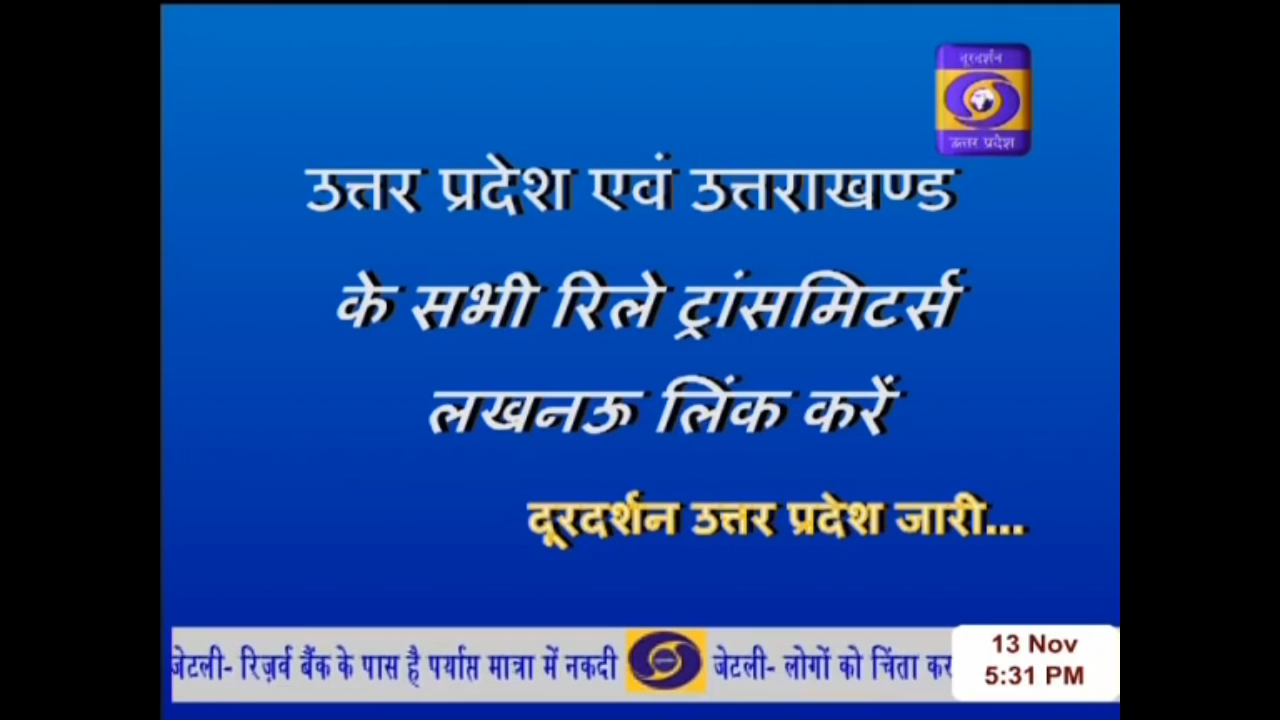 दूरदर्शन
उत्तर प्रदेश
उत्तर प्रदेश एवं उत्तराखण्ड
के सभी रिले ट्रांसमिटर्स
लखनऊ लिंक करें
दूरदर्शन उत्तर प्रदेश जारी...
जेटली- रिज़र्व बैंक के पास है पर्याप्त मात्रा में नकदी जेटली- लोगों को चिंता कर
13 Nov
5:31 PM